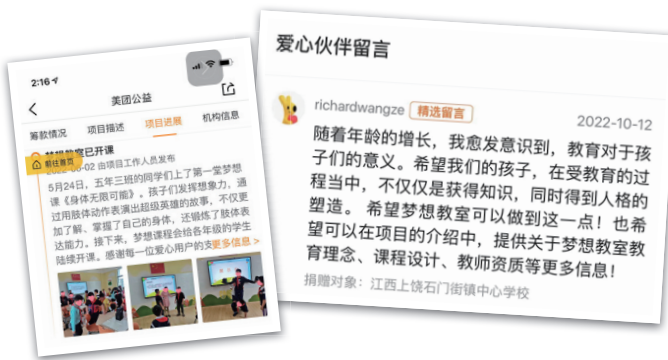 2:16
美团公益
筹款情况 项目描述 项目进展 机构信息
教室已开课
前往首页
-02 由项目工作人员发布
5月24日，五年三班的同学们上了第一堂梦想
课《身体无限可能》。孩子们发挥想象力，通
过用肢体动作表演出超级英雄的故事，不仅更
加了解、掌握了自己的身体，还锻炼了肢体表
达能力。接下来，梦想课程会给各年级的学生
陆续开课。感谢每一位爱心用户的支 更多信息 >
爱心伙伴留言
richardwangze 精选留言 2022-10-12
随着年龄的增长，我愈发意识到，教育对于孩
子们的意义。希望我们的孩子，在受教育的过
程当中，不仅仅是获得知识，同时得到人格的
塑造。 希望梦想教室可以做到这一点！也希
望可以在项目的介绍中，提供关于梦想教室教
育理念、课程设计、教师资质等更多信息！
捐赠对象：江西上饶石门街镇中心学校